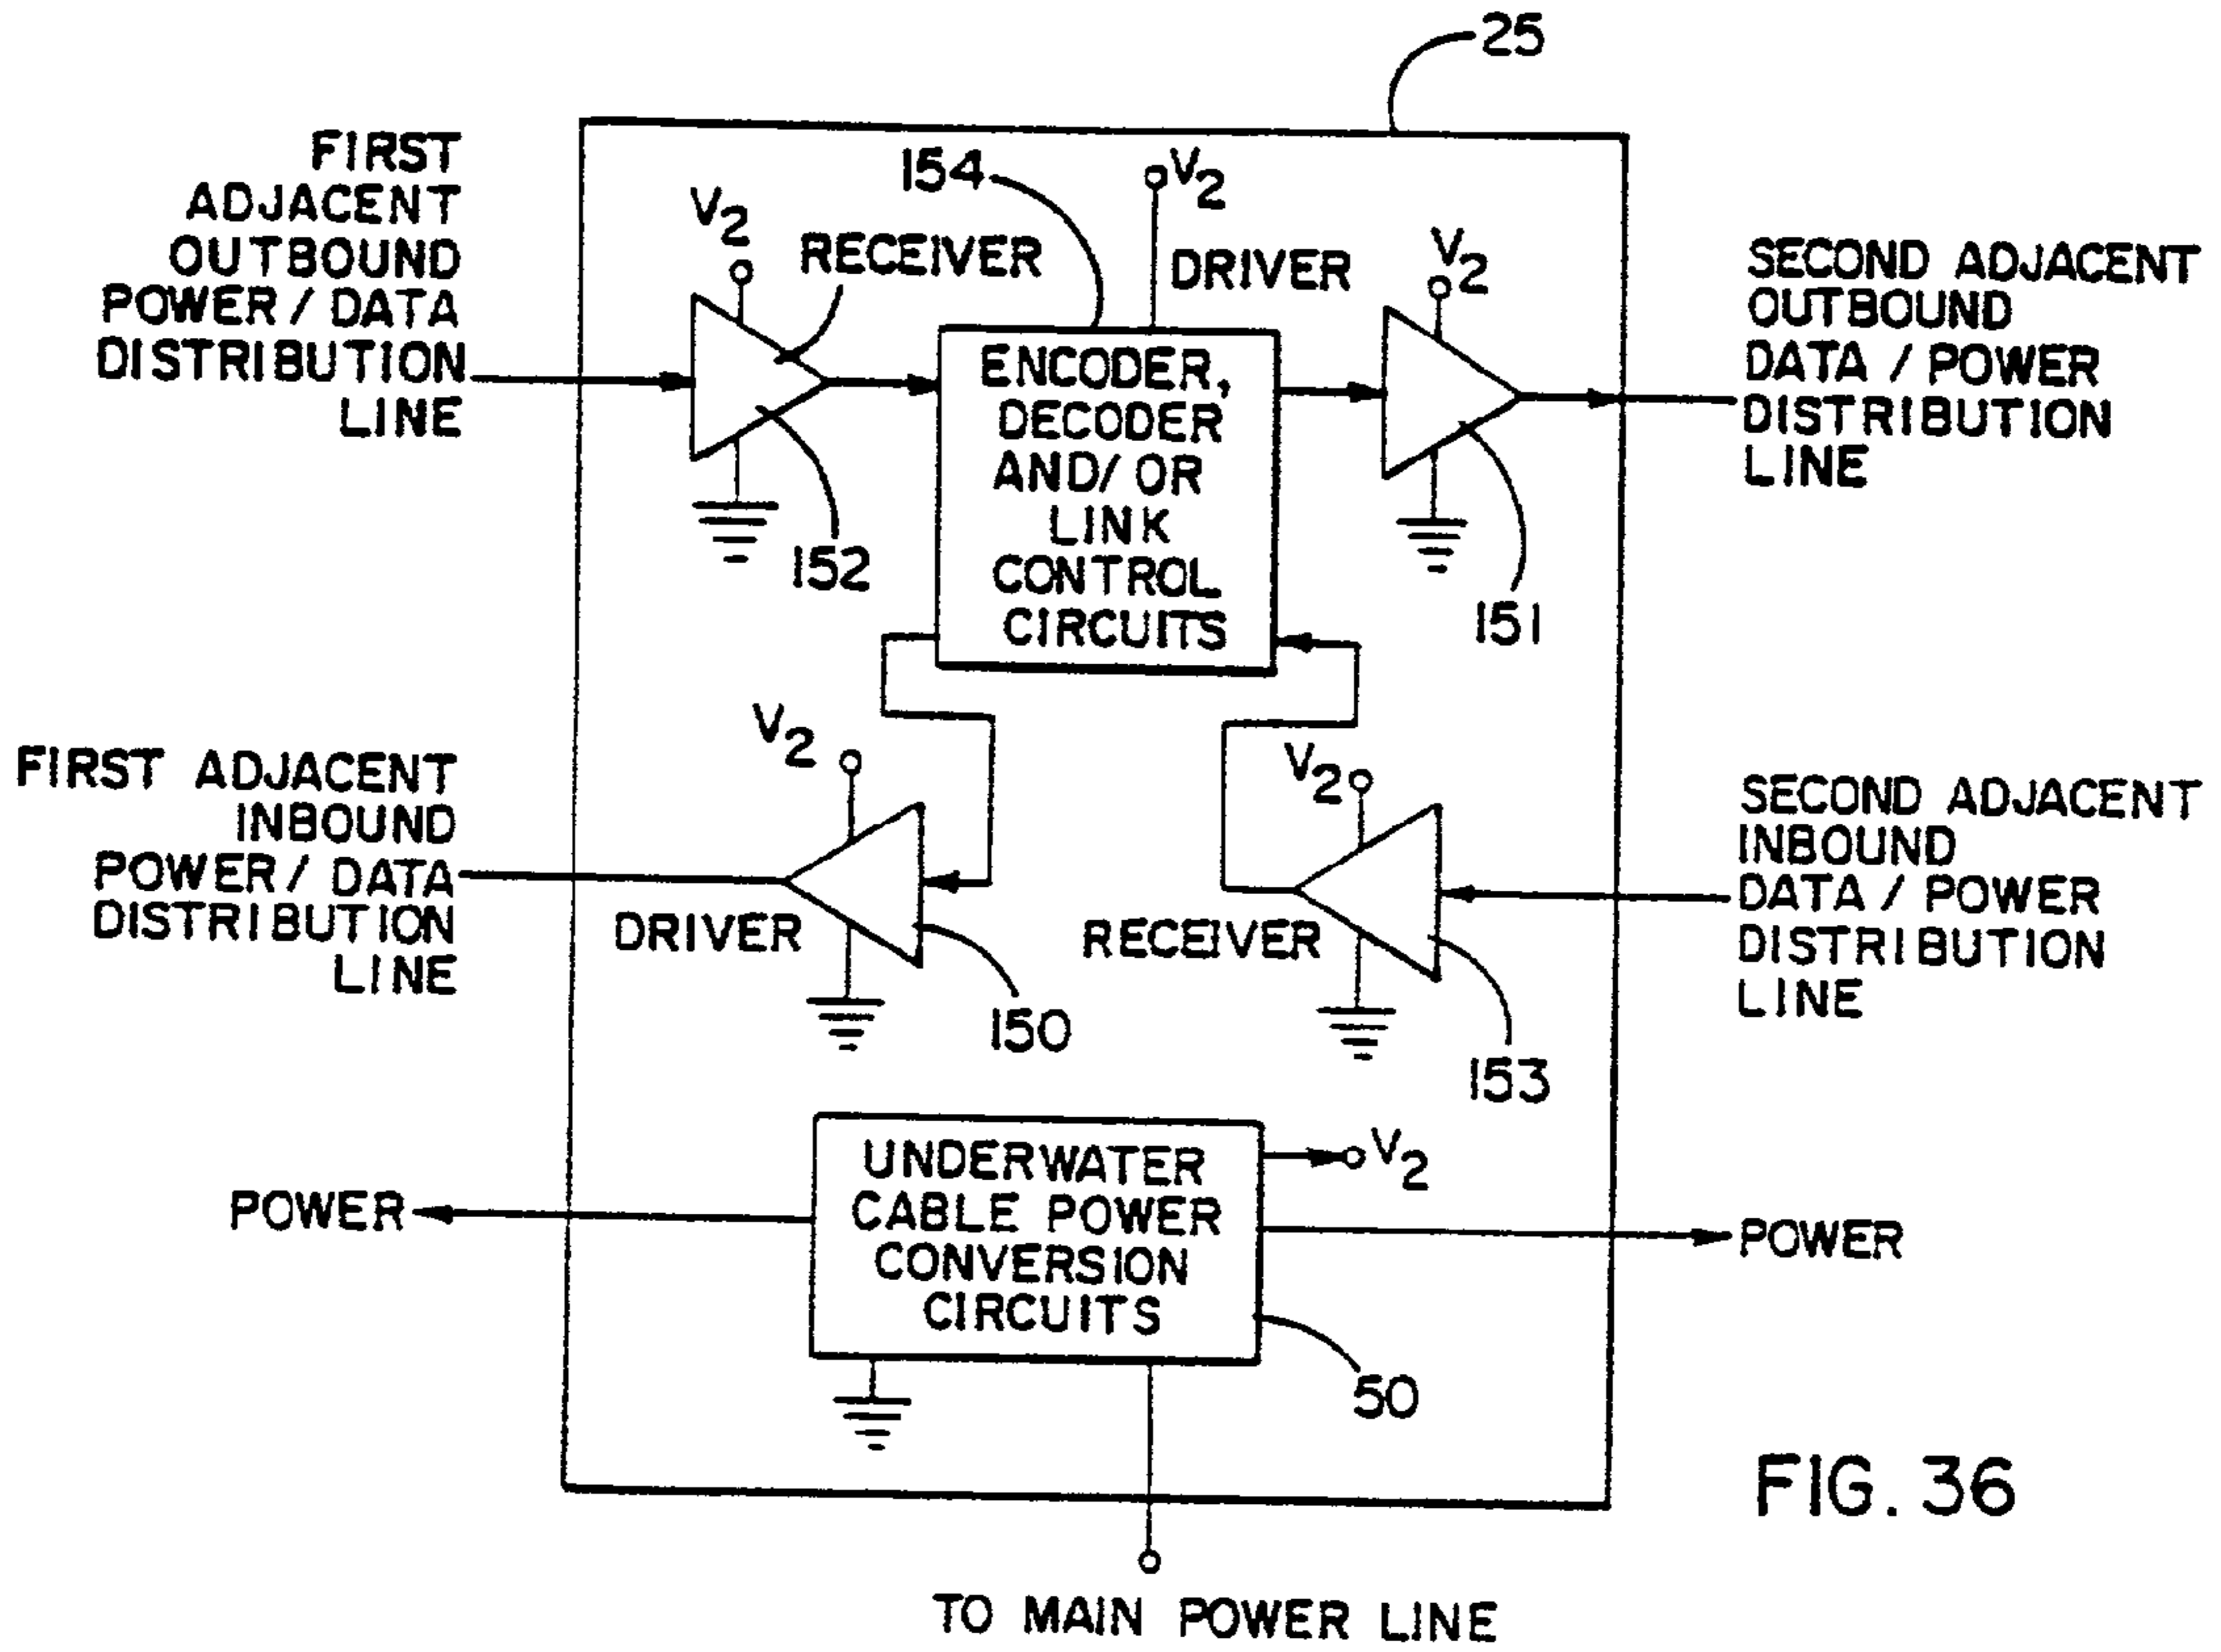 25
FIRST
ADJACENT
OUTBOUND
POWER / DATA
DISTRIBUTION
LINE
V2
RECEIVER
152
154
V2
ENCODER,
DECODER
AND/OR
LINK
CONTROL
CIRCUITS
DRIVER
V2
151
SECOND ADJACENT
OUTBOUND
DATA / POWER
DISTRIBUTION
LINE
FIRST ADJACENT
INBOUND
POWER / DATA
DISTRIBUTION
LINE
V2
DRIVER
150
V2
RECEIVER
153
SECOND ADJACENT
INBOUND
DATA / POWER
DISTRIBUTION
LINE
POWER
UNDERWATER
CABLE POWER
CONVERSION
CIRCUITS
V2
POWER
50
TO MAIN POWER LINE
FIG. 36